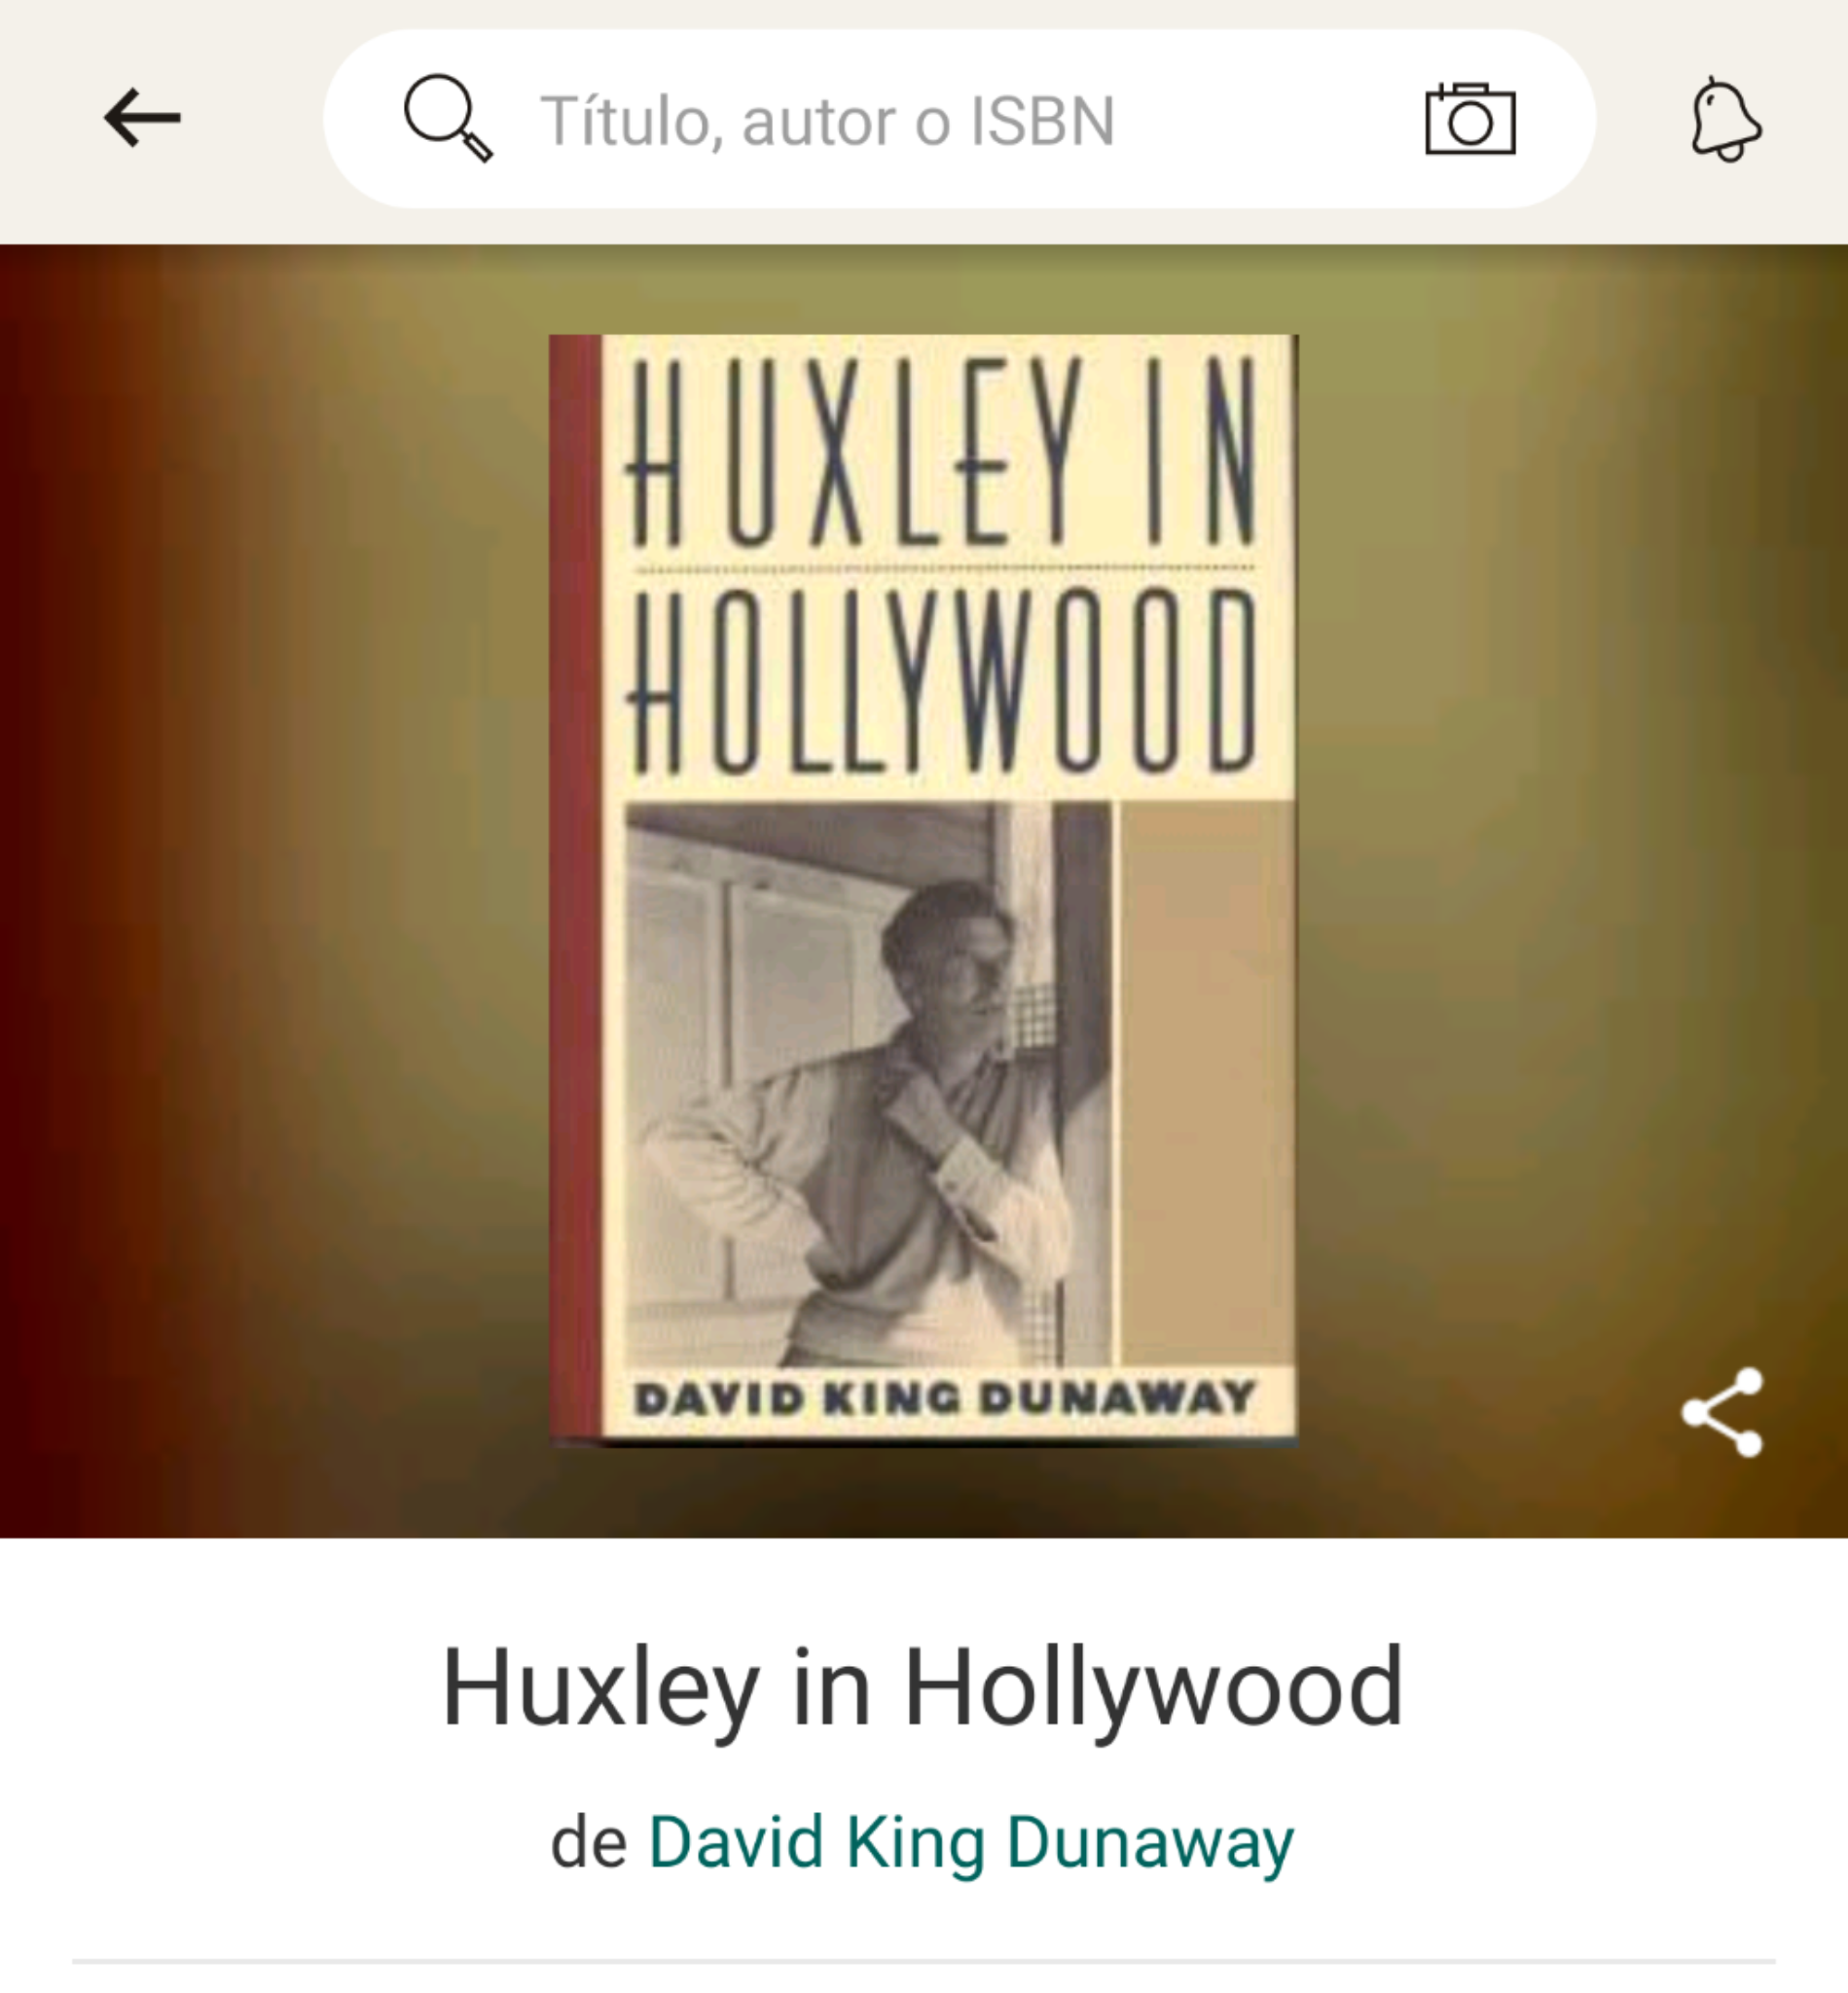 Título, autor o ISBN
HUXLEY IN
HOLLYWOOD
DAVID KING DUNAWAY
Huxley in Hollywood
de David King Dunaway